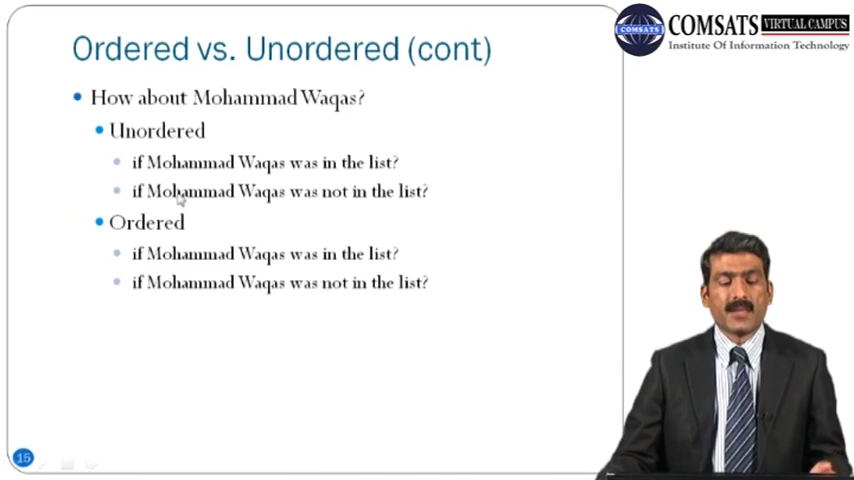 Ordered vs. Unordered (cont)
COMSATS VIRTUAL CAMPUS
COMSATS
Institute Of Information Technology
How about Mohammad Waqas?
Unordered
if Mohammad Waqas was in the list?
if Mohammad Waqas was not in the list?
Ordered
if Mohammad Waqas was in the list?
if Mohammad Waqas was not in the list?
15